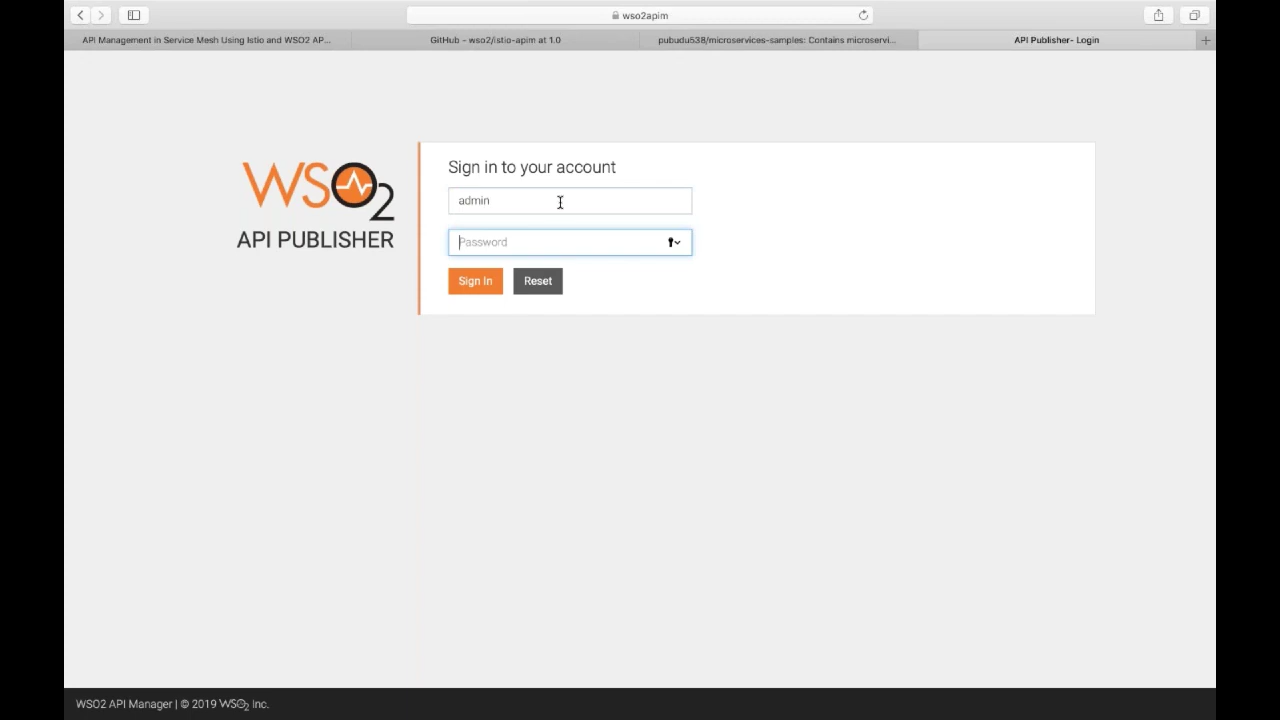 wso2apim
API Management in Service Mesh Using Istio and WSO2 AP...
GitHub - wso2/istio-apim at 1.0
pubudu538/microservices-samples: Contains microservi...
API Publisher- Login
WSO2
API PUBLISHER
Sign in to your account
admin
Password
Sign In
Reset
WSO2 API Manager | © 2019 WSO2 Inc.